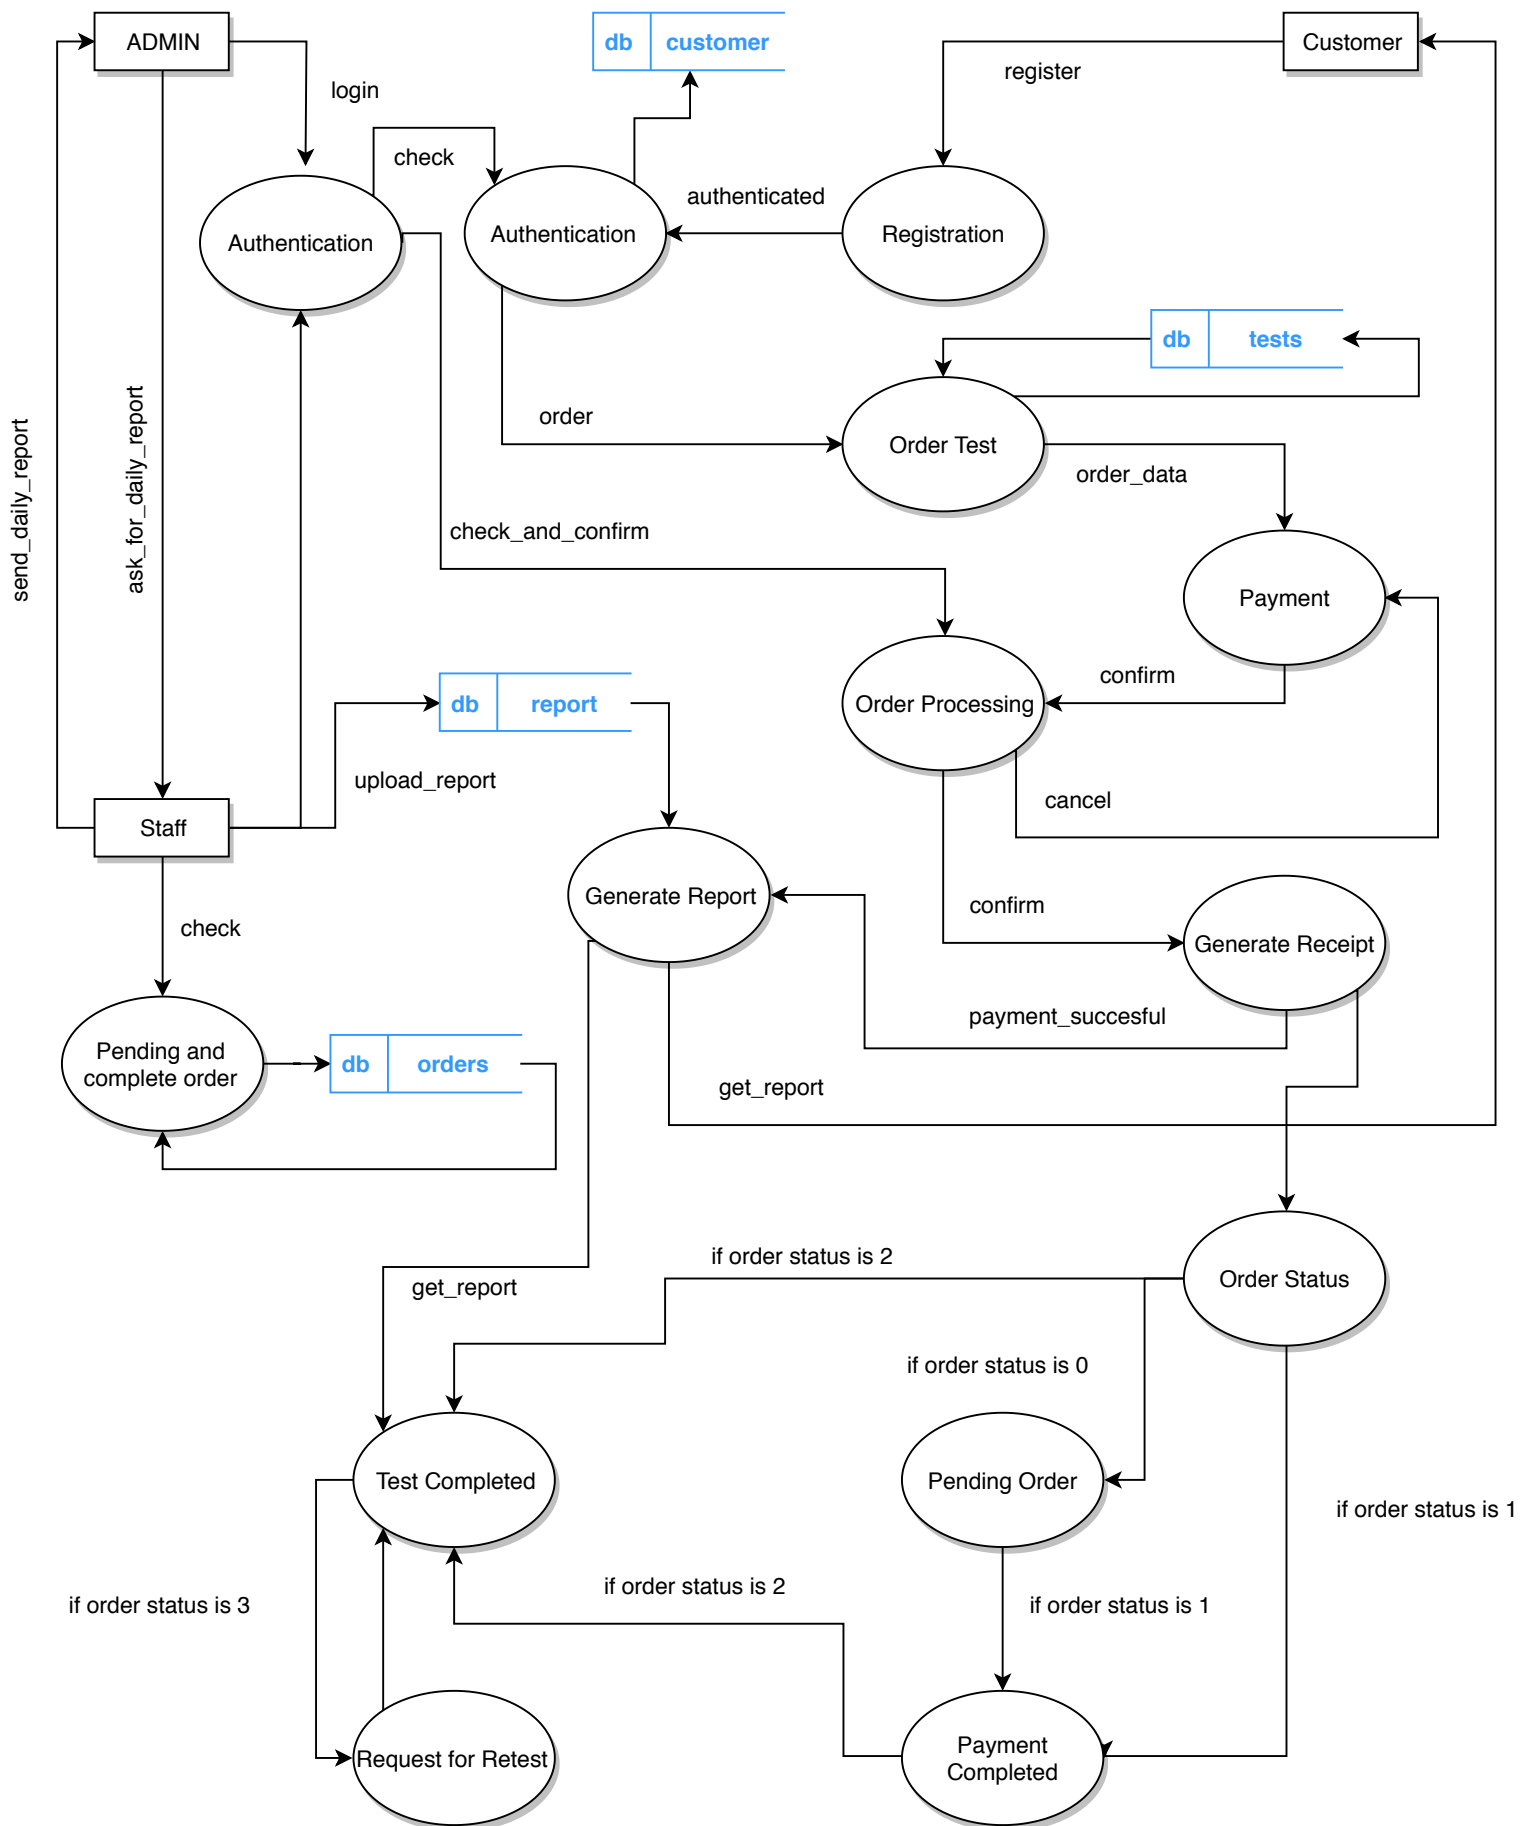 ADMIN
db customer
Customer
register
login
check
authenticated
Authentication
Authentication
Registration
db tests
order
Order Test
order_data
send_daily_report
ask_for_daily_report
check_and_confirm
Payment
confirm
db report
Order Processing
upload_report
cancel
Staff
Generate Report
confirm
check
Generate Receipt
payment_succesful
Pending and
complete order
db orders
get_report
if order status is 2
Order Status
get_report
if order status is 0
Test Completed
Pending Order
if order status is 1
if order status is 2
if order status is 3
if order status is 1
Request for Retest
Payment
Completed